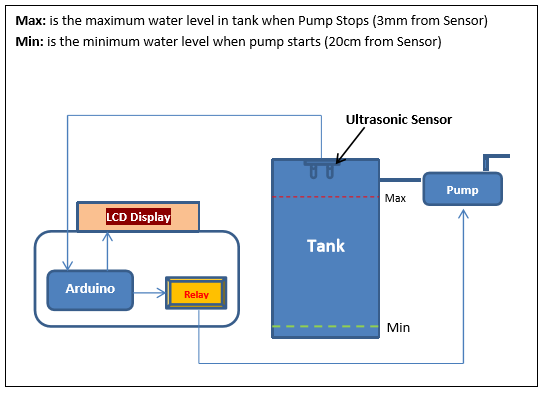 Max: is the maximum water level in tank when Pump Stops (3mm from Sensor)
Min: is the minimum water level when pump starts (20cm from Sensor)
Ultrasonic Sensor
Pump
Max
LCD Display
Tank
Arduino
Relay
Min